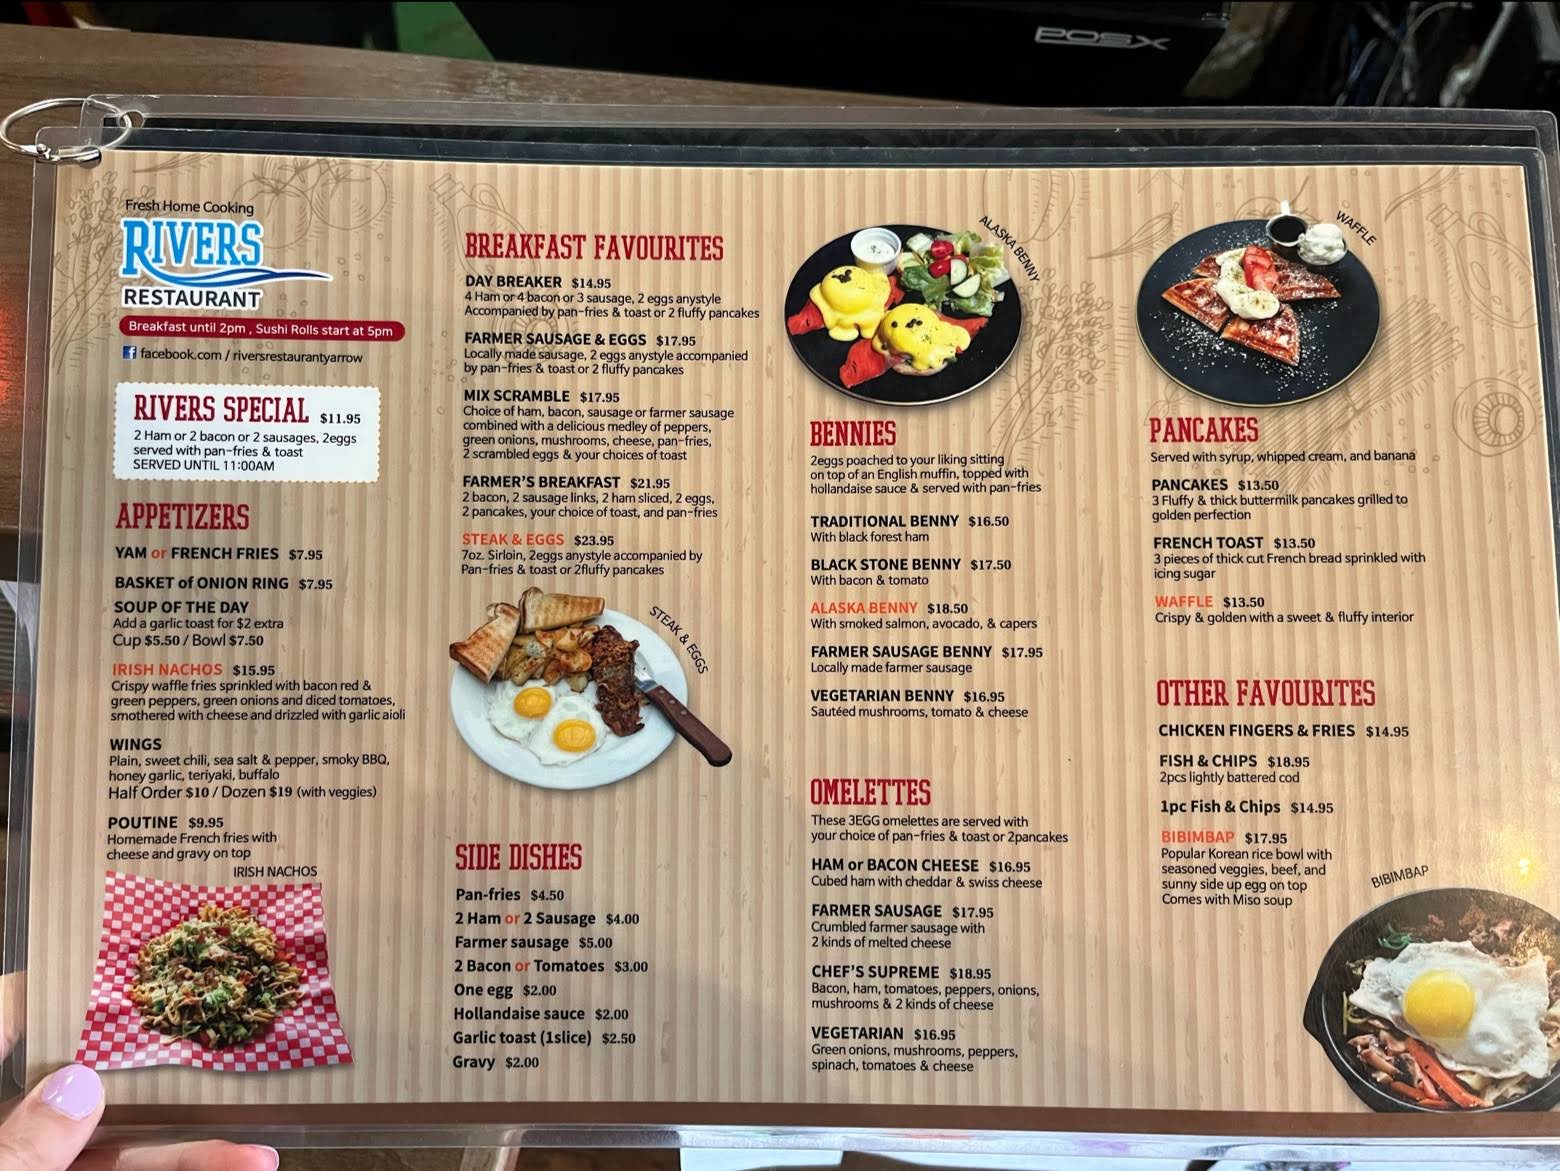 POSX
Fresh Home Cooking
RIVERS
RESTAURANT
Breakfast until 2pm , Sushi Rolls start at 5pm
f facebook.com / riversrestaurantyarrow
RIVERS SPECIAL $11.95
2 Ham or 2 bacon or 2 sausages, 2eggs
served with pan-fries & toast
SERVED UNTIL 11:00AM
APPETIZERS
YAM or FRENCH FRIES $7.95
BASKET of ONION RING $7.95
SOUP OF THE DAY
Add a garlic toast for $2 extra
Cup $5.50 / Bowl $7.50
IRISH NACHOS $15.95
Crispy waffle fries sprinkled with bacon red &
green peppers, green onions and diced tomatoes,
smothered with cheese and drizzled with garlic aioli
WINGS
Plain, sweet chili, sea salt & pepper, smoky BBQ,
honey garlic, teriyaki, buffalo
Half Order $10 / Dozen $19 (with veggies)
POUTINE $9.95
Homemade French fries with
cheese and gravy on top
IRISH NACHOS
BREAKFAST FAVOURITES
DAY BREAKER $14.95
4 Ham or 4 bacon or 3 sausage, 2 eggs anystyle
Accompanied by pan-fries & toast or 2 fluffy pancakes
FARMER SAUSAGE & EGGS $17.95
Locally made sausage, 2 eggs anystyle accompanied
by pan-fries & toast or 2 fluffy pancakes
MIX SCRAMBLE $17.95
Choice of ham, bacon, sausage or farmer sausage
combined with a delicious medley of peppers,
green onions, mushrooms, cheese, pan-fries,
2 scrambled eggs & your choices of toast
FARMER'S BREAKFAST $21.95
2 bacon, 2 sausage links, 2 ham sliced, 2 eggs,
2 pancakes, your choice of toast, and pan-fries
STEAK & EGGS $23.95
7oz. Sirloin, 2eggs anystyle accompanied by
Pan-fries & toast or 2fluffy pancakes
STEAK & EGGS
SIDE DISHES
Pan-fries $4.50
2 Ham or 2 Sausage $4.00
Farmer sausage $5.00
2 Bacon or Tomatoes $3.00
One egg $2.00
Hollandaise sauce $2.00
Garlic toast (1slice) $2.50
Gravy $2.00
ALASKA BENNY
BENNIES
2eggs poached to your liking sitting
on top of an English muffin, topped with
hollandaise sauce & served with pan-fries
TRADITIONAL BENNY $16.50
With black forest ham
BLACK STONE BENNY $17.50
With bacon & tomato
ALASKA BENNY $18.50
With smoked salmon, avocado, & capers
FARMER SAUSAGE BENNY $17.95
Locally made farmer sausage
VEGETARIAN BENNY $16.95
Sautéed mushrooms, tomato & cheese
OMELETTES
These 3EGG omelettes are served with
your choice of pan-fries & toast or 2pancakes
HAM or BACON CHEESE $16.95
Cubed ham with cheddar & swiss cheese
FARMER SAUSAGE $17.95
Crumbled farmer sausage with
2 kinds of melted cheese
CHEF'S SUPREME $18.95
Bacon, ham, tomatoes, peppers, onions,
mushrooms & 2 kinds of cheese
VEGETARIAN $16.95
Green onions, mushrooms, peppers,
spinach, tomatoes & cheese
WAFFLE
PANCAKES
Served with syrup, whipped cream, and banana
PANCAKES $13.50
3 Fluffy & thick buttermilk pancakes grilled to
golden perfection
FRENCH TOAST $13.50
3 pieces of thick cut French bread sprinkled with
icing sugar
WAFFLE $13.50
Crispy & golden with a sweet & fluffy interior
OTHER FAVOURITES
CHICKEN FINGERS & FRIES $14.95
FISH & CHIPS $18.95
2pcs lightly battered cod
1pc Fish & Chips $14.95
BIBIMBAP $17.95
Popular Korean rice bowl with
seasoned veggies, beef, and
sunny side up egg on top
Comes with Miso soup
BIBIMBAP